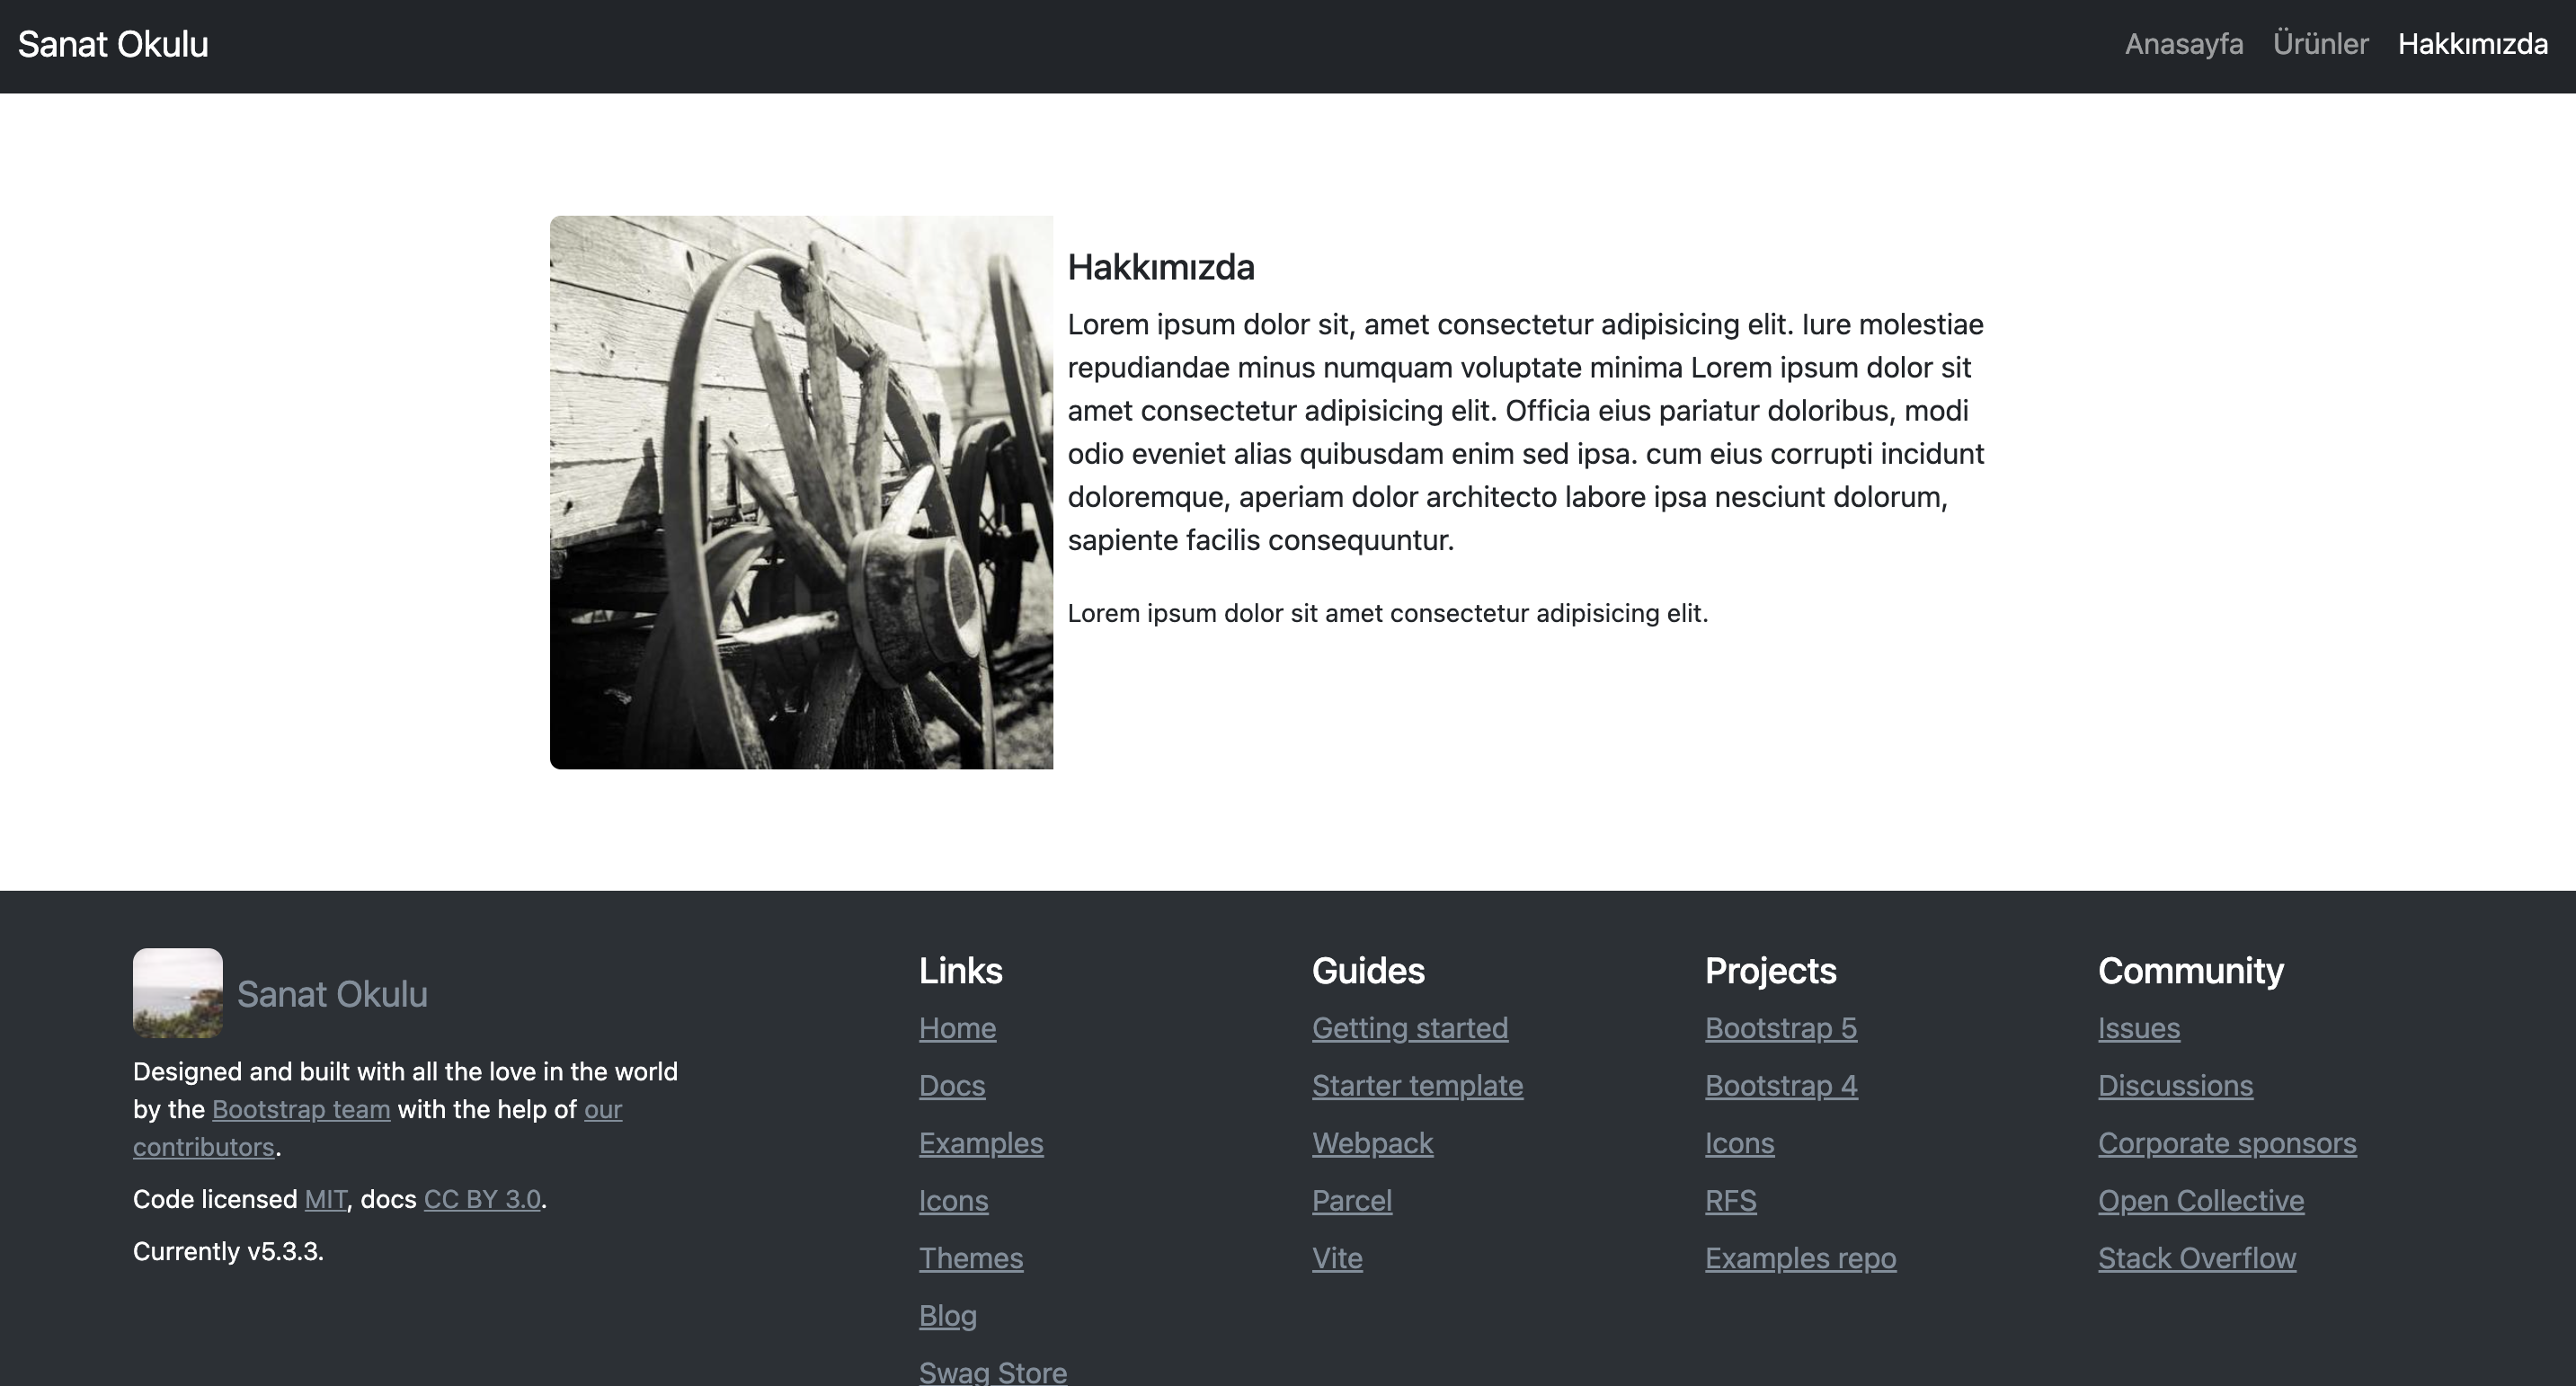 Sanat Okulu
Anasayfa Ürünler Hakkımızda
Hakkımızda
Lorem ipsum dolor sit, amet consectetur adipisicing elit. Iure molestiae
repudiandae minus numquam voluptate minima Lorem ipsum dolor sit
amet consectetur adipisicing elit. Officia eius pariatur doloribus, modi
odio eveniet alias quibusdam enim sed ipsa. cum eius corrupti incidunt
doloremque, aperiam dolor architecto labore ipsa nesciunt dolorum,
sapiente facilis consequuntur.
Lorem ipsum dolor sit amet consectetur adipisicing elit.
Sanat Okulu
Designed and built with all the love in the world
by the Bootstrap team with the help of our
contributors.
Code licensed MIT, docs CC BY 3.0.
Currently v5.3.3.
Links
Home
Docs
Examples
Icons
Themes
Blog
Swag Store
Guides
Getting started
Starter template
Webpack
Parcel
Vite
Projects
Bootstrap 5
Bootstrap 4
Icons
RFS
Examples repo
Community
Issues
Discussions
Corporate sponsors
Open Collective
Stack Overflow